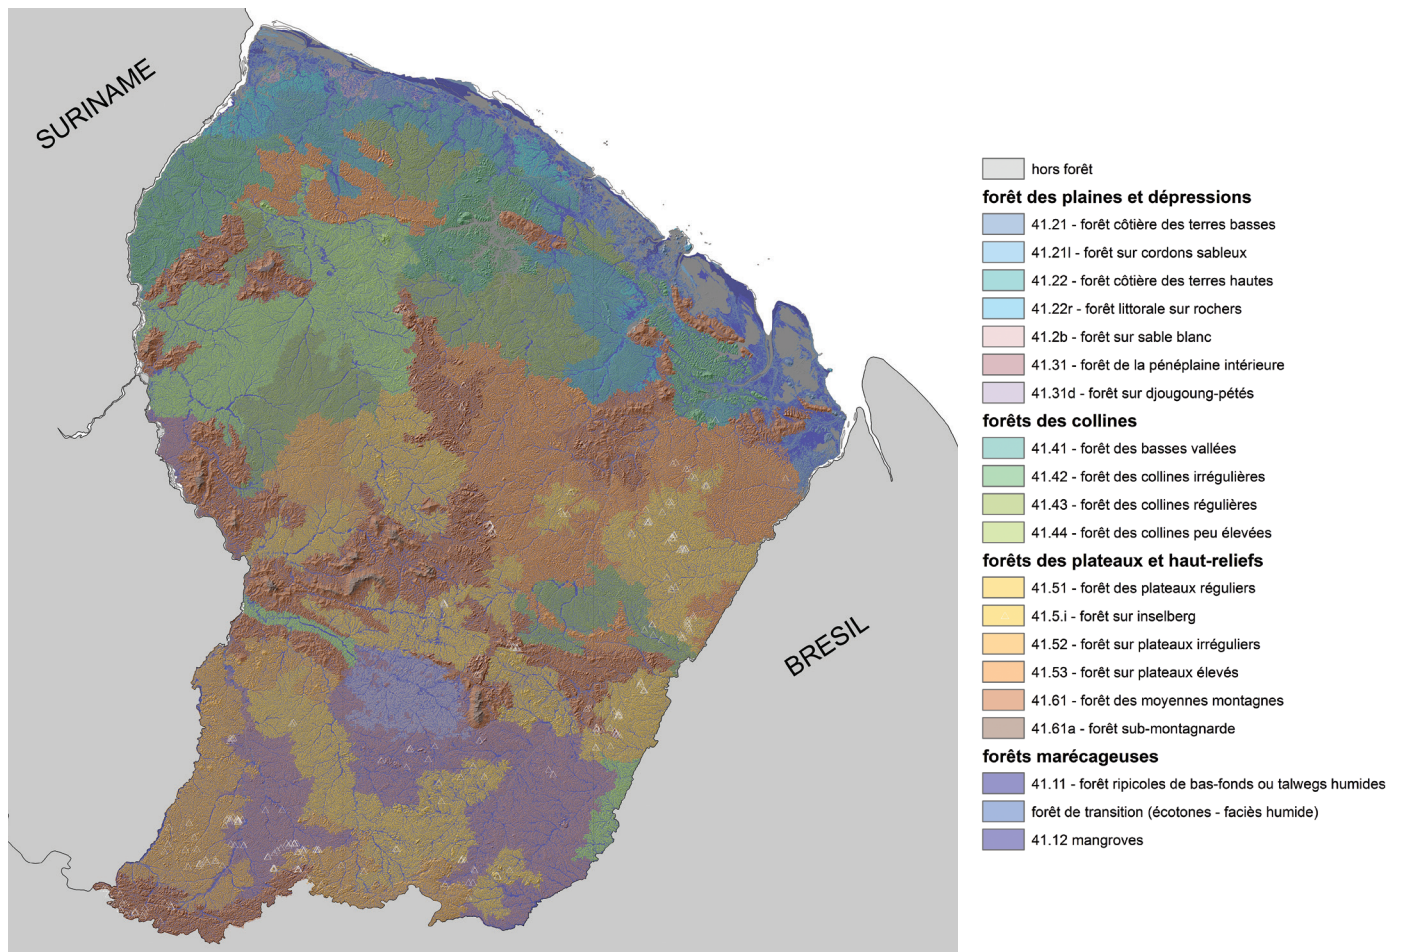 SURINAME
BRESIL
hors forêt
forêt des plaines et dépressions
41.21 - forêt côtière des terres basses
41.21l - forêt sur cordons sableux
41.22 - forêt côtière des terres hautes
41.22r - forêt littorale sur rochers
41.2b - forêt sur sable blanc
41.31 - forêt de la pénéplaine intérieure
41.31d - forêt sur djougoung-pétés
forêts des collines
41.41 - forêt des basses vallées
41.42 - forêt des collines irrégulières
41.43 - forêt des collines régulières
41.44 - forêt des collines peu élevées
forêts des plateaux et haut-reliefs
41.51 - forêt des plateaux réguliers
41.5.i - forêt sur inselberg
41.52 - forêt sur plateaux irréguliers
41.53 - forêt sur plateaux élevés
41.61 - forêt des moyennes montagnes
41.61a - forêt sub-montagnarde
forêts marécageuses
41.11 - forêt ripicoles de bas-fonds ou talwegs humides
forêt de transition (écotones - faciès humide)
41.12 mangroves